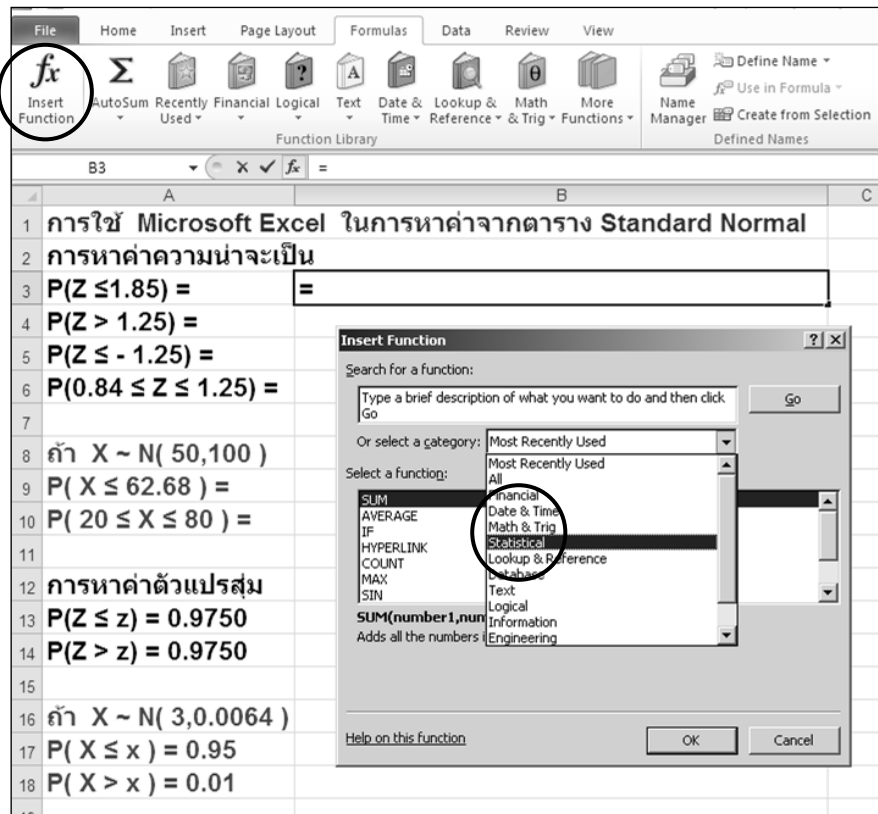 File Home Insert Page Layout Formulas Data Review View
fx Σ ? A θ
Insert Function AutoSum Recently Used Financial Logical Text Date & Time Lookup & Reference Math & Trig More Functions Name Manager
Define Name
Use in Formula
Create from Selection
Function Library Defined Names
B3 fx =
A B C
1 การใช้ Microsoft Excel ในการหาค่าจากตาราง Standard Normal
2 การหาค่าความน่าจะเป็น
3 P(Z ≤1.85) = =
4 P(Z > 1.25) =
5 P(Z ≤ - 1.25) =
6 P(0.84 ≤ Z ≤ 1.25) =
7
8 ถ้า X ~ N( 50,100 )
9 P( X ≤ 62.68 ) =
10 P( 20 ≤ X ≤ 80 ) =
11
12 การหาค่าตัวแปรสุ่ม
13 P(Z ≤ z) = 0.9750
14 P(Z > z) = 0.9750
15
16 ถ้า X ~ N( 3,0.0064 )
17 P( X ≤ x ) = 0.95
18 P( X > x ) = 0.01
Insert Function ? X
Search for a function:
Type a brief description of what you want to do and then click
Go
Go
Or select a category: Most Recently Used
Most Recently Used
All
Financial
Date & Time
Math & Trig
Statistical
Lookup & Reference
Database
Text
Logical
Information
Engineering
Select a function:
SUM
AVERAGE
IF
HYPERLINK
COUNT
MAX
SIN
SUM(number1,num
Adds all the numbers i
Help on this function OK Cancel